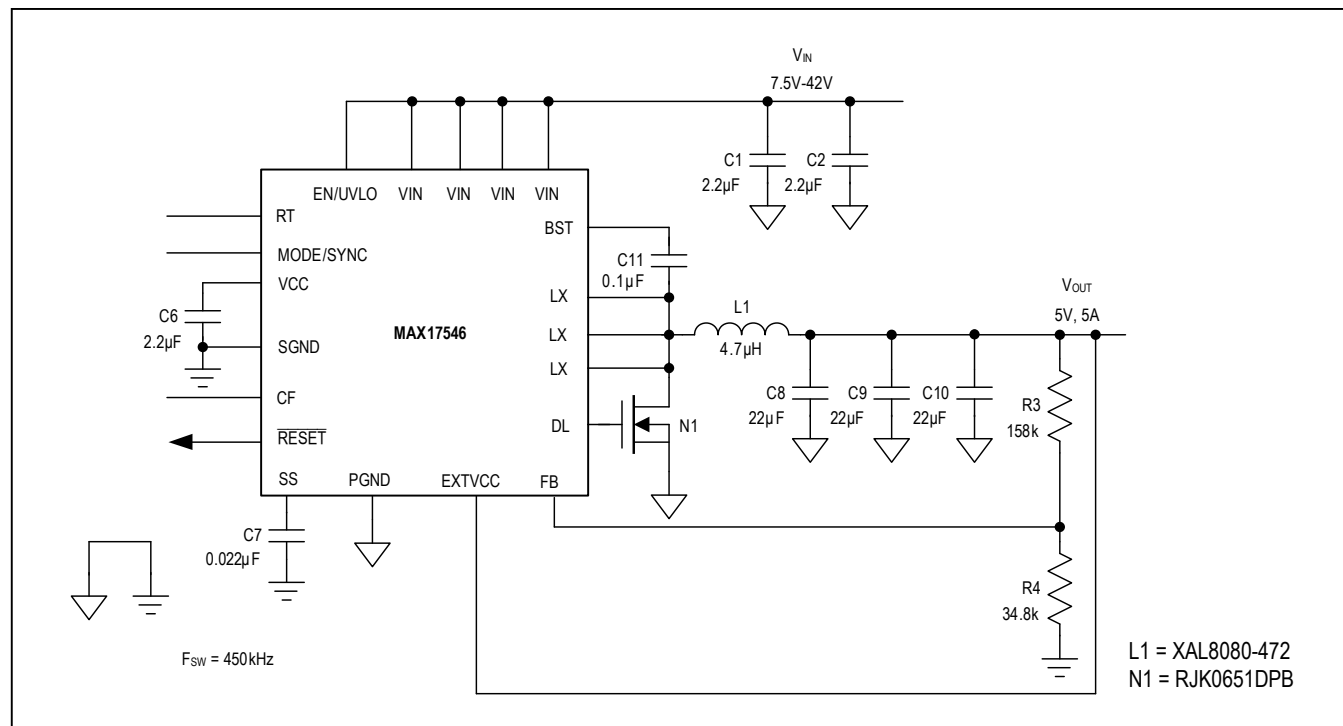 VIN
7.5V-42V
C1
2.2µF
C2
2.2µF
EN/UVLO
VIN
VIN
VIN
VIN
RT
MODE/SYNC
VCC
C6
2.2µF
SGND
CF
RESET
MAX17546
BST
C11
0.1µF
LX
LX
LX
L1
4.7µH
VOUT
5V, 5A
C8
22µF
C9
22µF
C10
22µF
R3
158k
DL
N1
SS
PGND
EXTVCC
FB
C7
0.022µF
R4
34.8k
FSW = 450kHz
L1 = XAL8080-472
N1 = RJK0651DPB